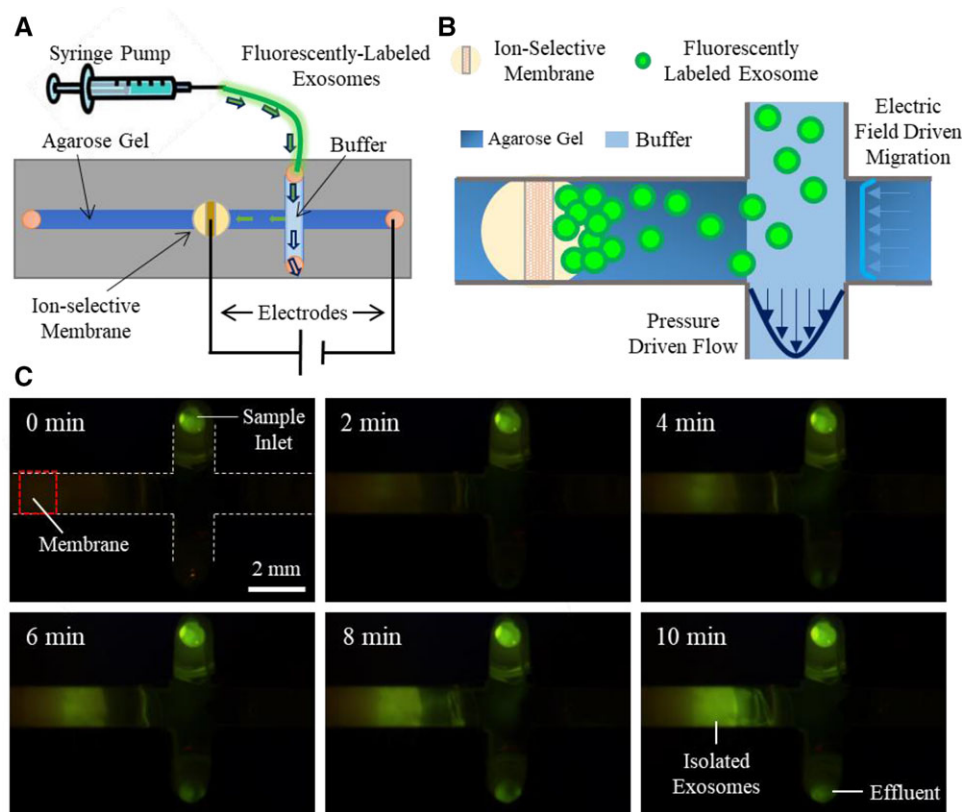 A
Syringe Pump
Fluorescently-Labeled
Exosomes
Agarose Gel
Buffer
Ion-selective
Membrane
Electrodes
B
Ion-Selective
Membrane
Fluorescently
Labeled Exosome
Agarose Gel
Buffer
Electric
Field Driven
Migration
Pressure
Driven Flow
C
0 min
Sample
Inlet
Membrane
2 mm
2 min
4 min
6 min
8 min
10 min
Isolated
Exosomes
Effluent